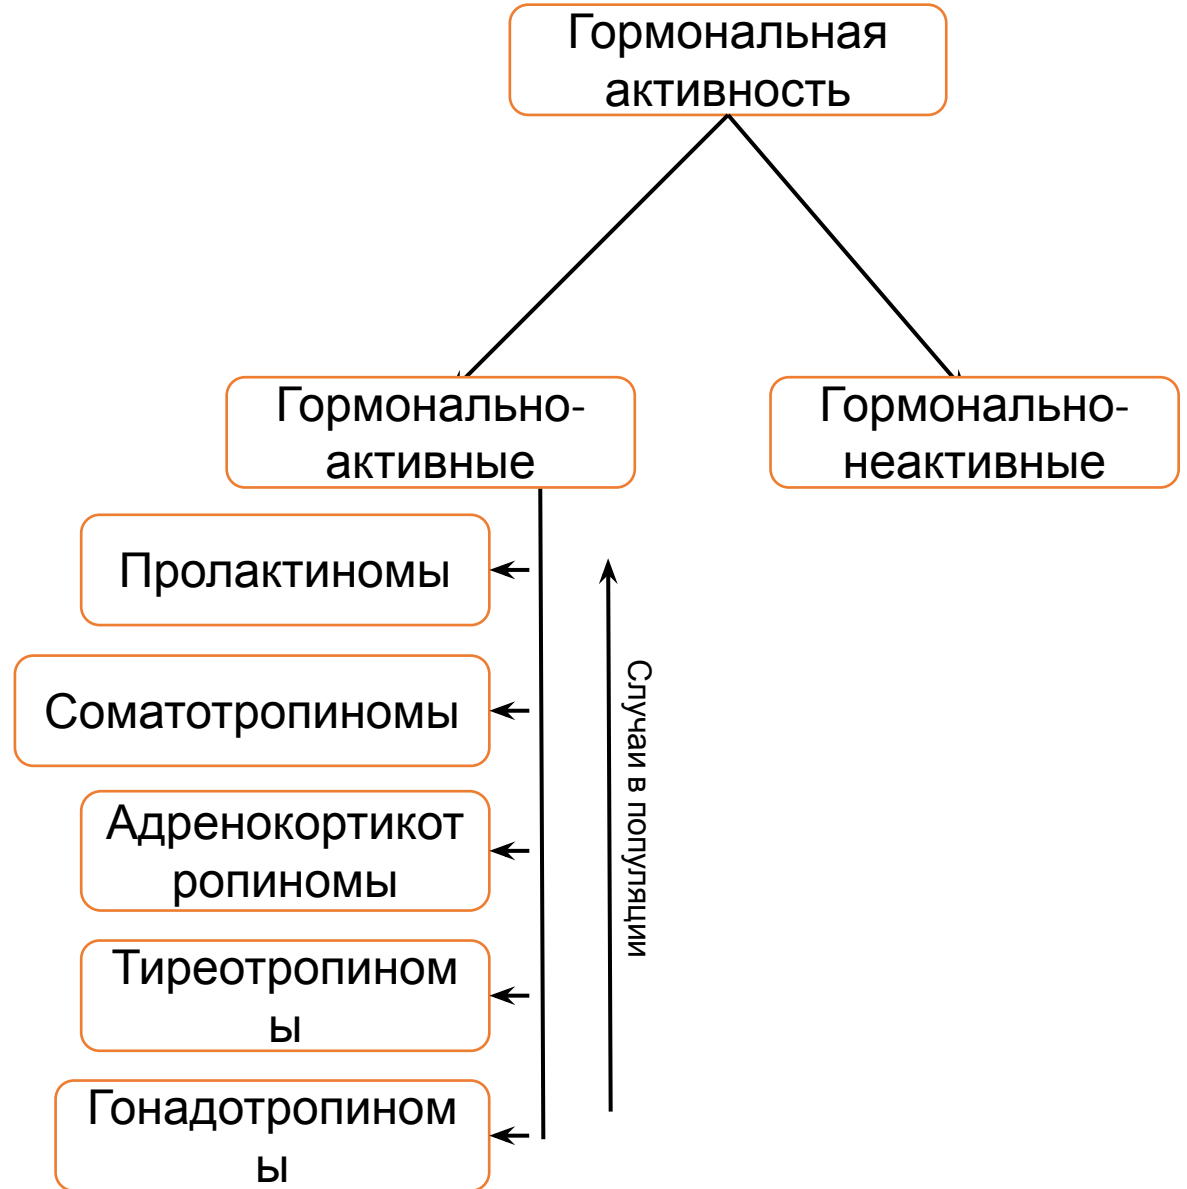 Гормональная
активность
Гормонально-
активные
Гормонально-
неактивные
Пролактиномы
Соматотропиномы
Адренокортикот
ропиномы
Тиреотропином
ы
Гонадотропином
ы
Случаи в популяции